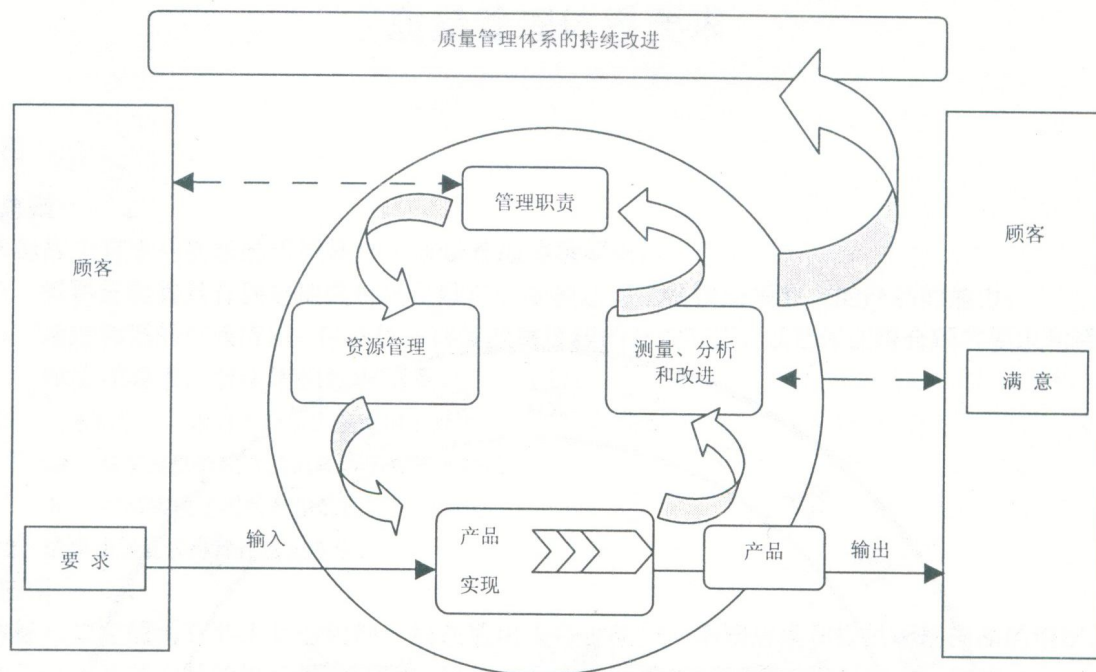 质量管理体系的持续改进
管理职责
顾客
顾客
资源管理
测量、分析
和改进
满 意
输入
产品
实现
产品
输出
要 求